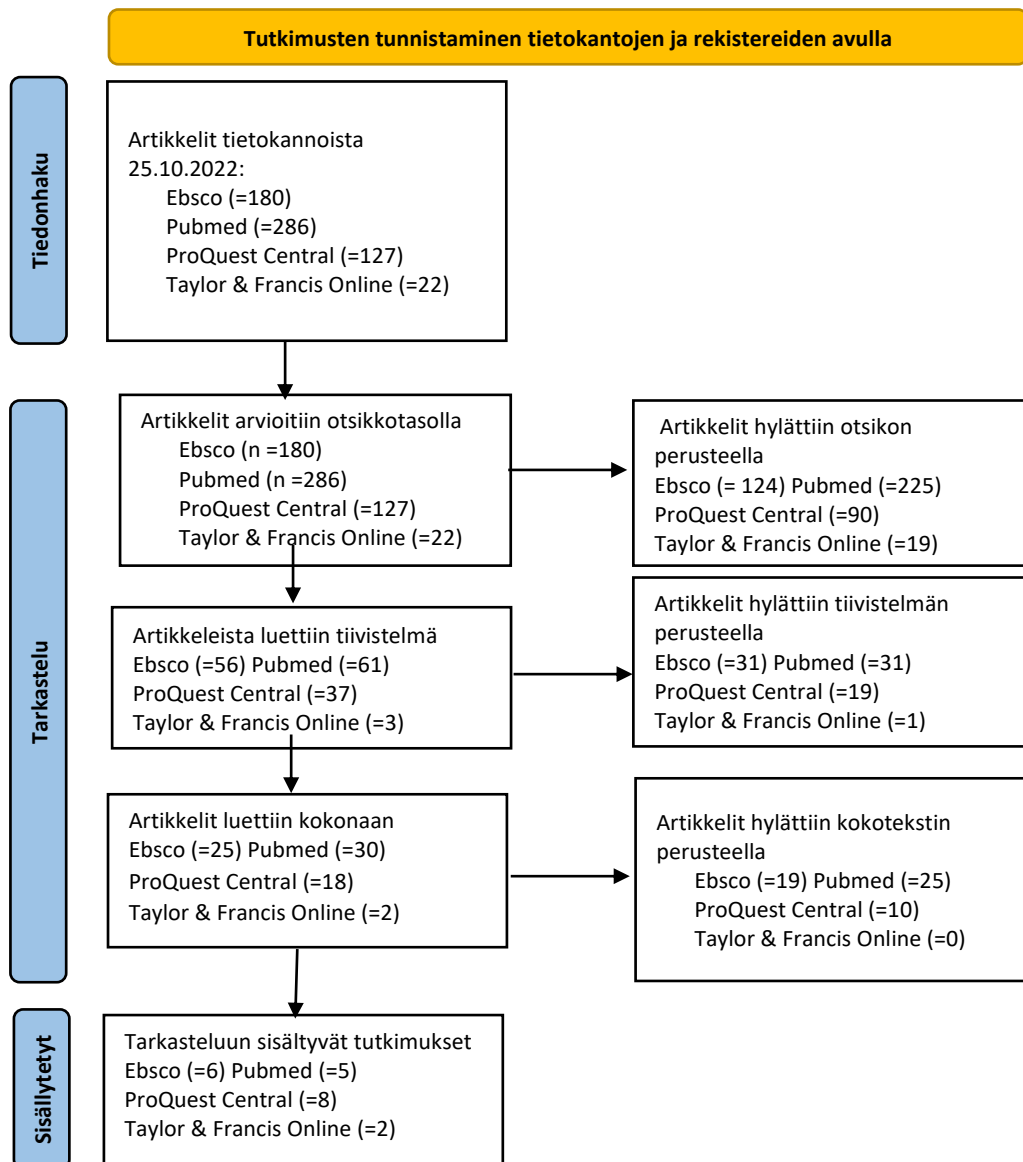 Tutkimusten tunnistaminen tietokantojen ja rekistereiden avulla
Tiedonhaku
Artikkelit tietokannoista
25.10.2022:
Ebsco (=180)
Pubmed (=286)
ProQuest Central (=127)
Taylor & Francis Online (=22)
Tarkastelu
Artikkelit arvioitiin otsikkotasolla
Ebsco (n =180)
Pubmed (n =286)
ProQuest Central (=127)
Taylor & Francis Online (=22)
Artikkelit hylättiin otsikon
perusteella
Ebsco (= 124) Pubmed (=225)
ProQuest Central (=90)
Taylor & Francis Online (=19)
Artikkeleista luettiin tiivistelmä
Ebsco (=56) Pubmed (=61)
ProQuest Central (=37)
Taylor & Francis Online (=3)
Artikkelit hylättiin tiivistelmän
perusteella
Ebsco (=31) Pubmed (=31)
ProQuest Central (=19)
Taylor & Francis Online (=1)
Artikkelit luettiin kokonaan
Ebsco (=25) Pubmed (=30)
ProQuest Central (=18)
Taylor & Francis Online (=2)
Artikkelit hylättiin kokotekstin
perusteella
Ebsco (=19) Pubmed (=25)
ProQuest Central (=10)
Taylor & Francis Online (=0)
Sisällytetyt
Tarkasteluun sisältyvät tutkimukset
Ebsco (=6) Pubmed (=5)
ProQuest Central (=8)
Taylor & Francis Online (=2)